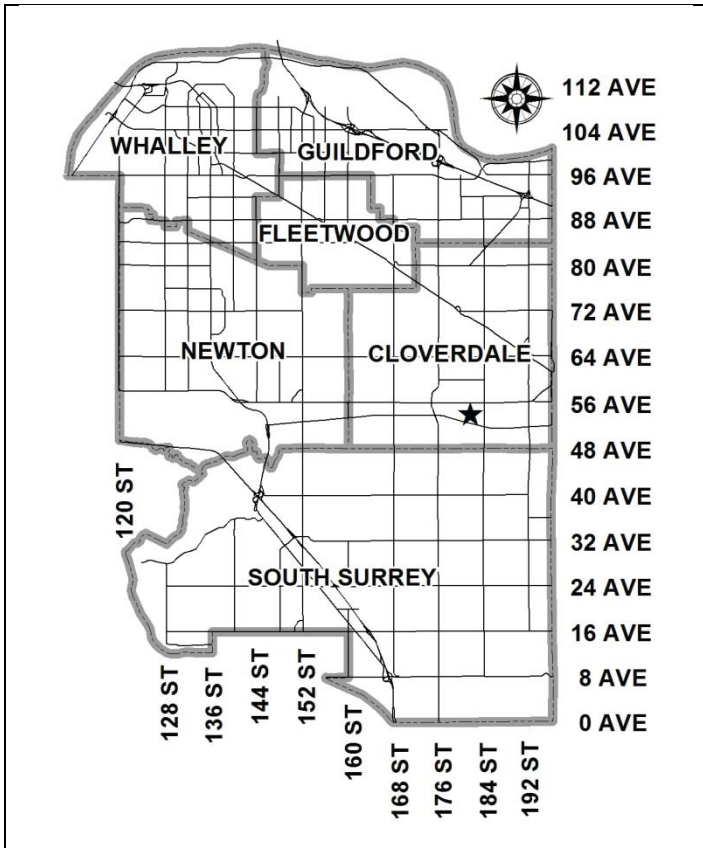 112 AVE
104 AVE
WHALLEY
GUILDFORD
96 AVE
88 AVE
FLEETWOOD
80 AVE
72 AVE
NEWTON
CLOVERDALE
64 AVE
56 AVE
48 AVE
120 ST
40 AVE
32 AVE
SOUTH SURREY
24 AVE
16 AVE
8 AVE
0 AVE
128 ST
136 ST
144 ST
152 ST
160 ST
168 ST
176 ST
184 ST
192 ST